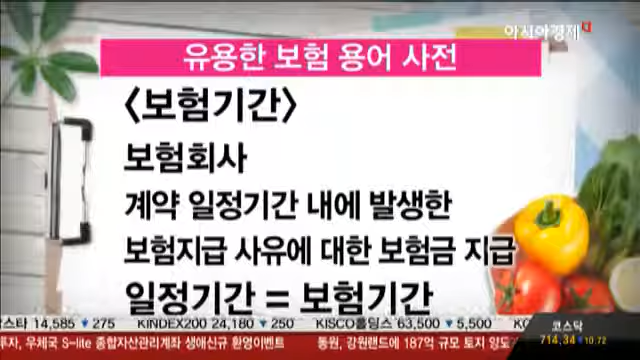 아시아경제
유용한 보험 용어 사전
<보험기간>
보험회사
계약 일정기간 내에 발생한
보험지급 사유에 대한 보험금 지급
일정기간 = 보험기간
스타 14,585 ▼ 275 KINDEX200 24,180 ▼ 250 KISCO홀딩스 63,500 ▼ 5,500
코스닥
투자, 우체국 S-lite 종합자산관리계좌 생애신규 환영이벤트 동원, 강원랜드에 187억 규모 토지 양도
714.34 ▼10.72